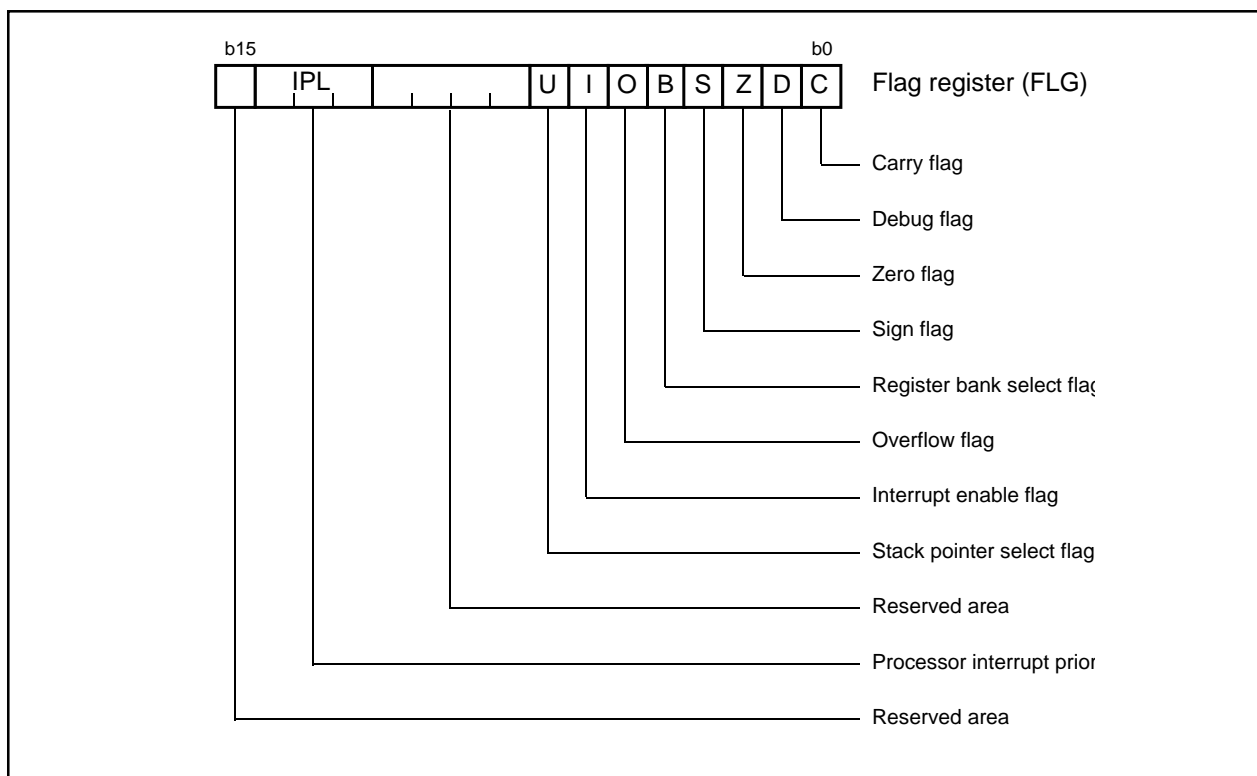 b15 b0
IPL U I O B S Z D C Flag register (FLG)
Carry flag
Debug flag
Zero flag
Sign flag
Register bank select flag
Overflow flag
Interrupt enable flag
Stack pointer select flag
Reserved area
Processor interrupt
Reserved area